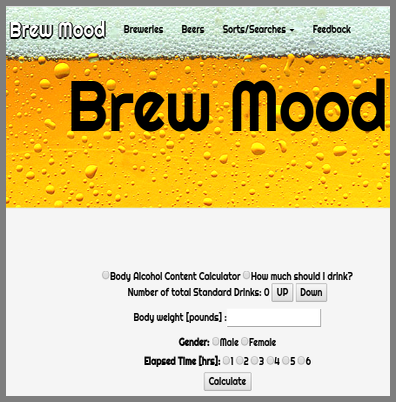 Brew Mood Breweries Beers Sorts/Searches Feedback
Brew Mood
Body Alcohol Content Calculator How much should I drink?
Number of total Standard Drinks: 0 UP Down
Body weight [pounds] :
Gender: Male Female
Elapsed Time [hrs]: 1 2 3 4 5 6
Calculate